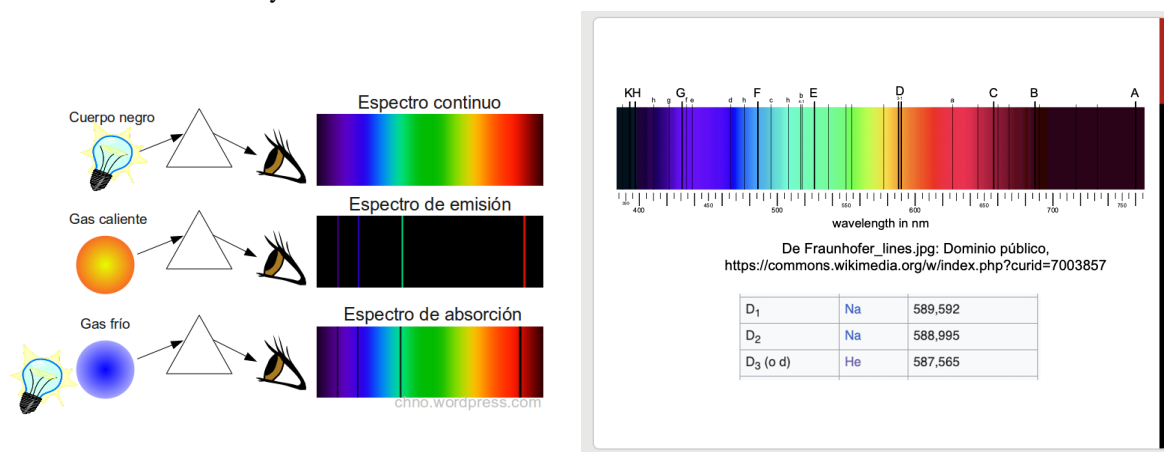 Espectro continuo
Cuerpo negro
Espectro de emisión
Gas caliente
Espectro de absorción
Gas frío
chno.wordpress.com
KH G F E D C B A
h g f e d h c h b a
400 450 500 550 600 650 700 750
wavelength in nm
De Fraunhofer_lines.jpg: Dominio público,
https://commons.wikimedia.org/w/index.php?curid=7003857
D1 Na 589,592
D2 Na 588,995
D3 (o d) He 587,565